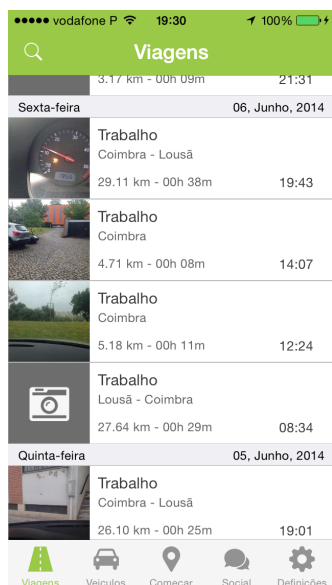 vodafone P 19:30 100%
Viagens
3.17 km - 00h 09m 21:31
Sexta-feira 06, Junho, 2014
Trabalho
Coimbra - Lousã
29.11 km - 00h 38m 19:43
Trabalho
Coimbra
4.71 km - 00h 08m 14:07
Trabalho
Coimbra
5.18 km - 00h 11m 12:24
Trabalho
Lousã - Coimbra
27.64 km - 00h 29m 08:34
Quinta-feira 05, Junho, 2014
Trabalho
Coimbra - Lousã
26.10 km - 00h 25m 19:01
Viagens Veiculos Começar Social Definições